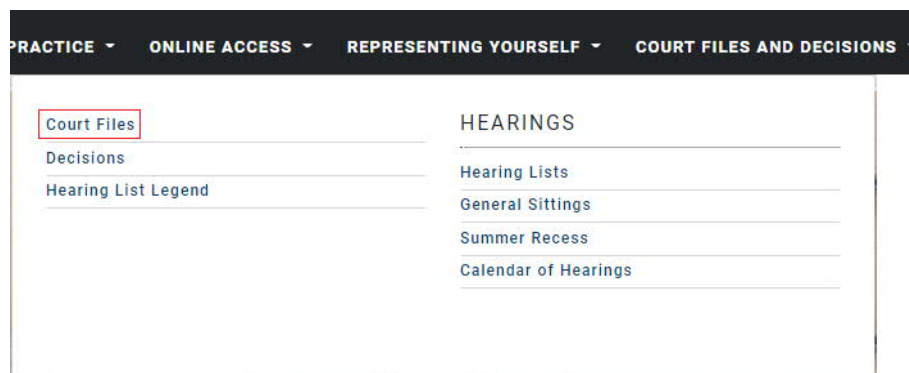 PRACTICE ONLINE ACCESS REPRESENTING YOURSELF COURT FILES AND DECISIONS
Court Files
Decisions
Hearing List Legend
HEARINGS
Hearing Lists
General Sittings
Summer Recess
Calendar of Hearings